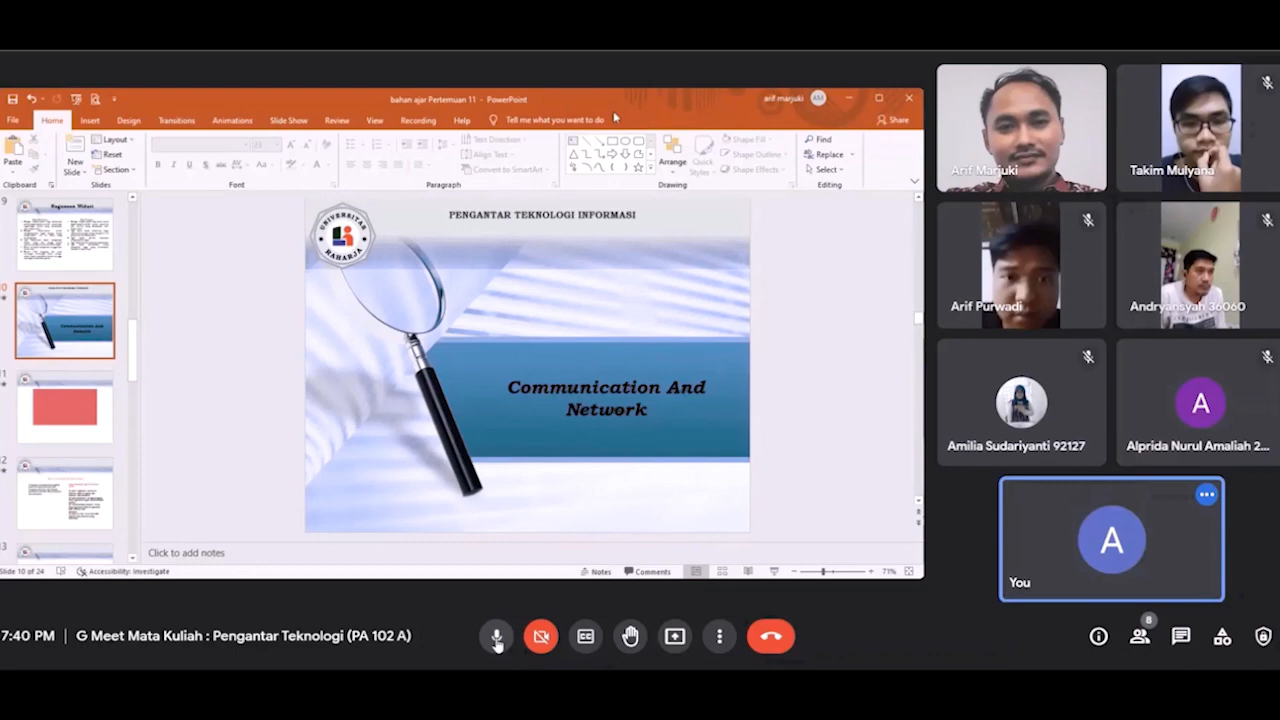 bahan ajar Pertemuan 11 - PowerPoint
arif marjuki
AM
File
Home
Insert
Design
Transitions
Animations
Slide Show
Review
View
Recording
Help
Tell me what you want to do
Share
Paste
New
Slide
Layout
Reset
Section
Text Direction
Align Text
Convert to SmartArt
Arrange
Quick
Styles
Shape Fill
Shape Outline
Shape Effects
Find
Replace
Select
Clipboard
Slides
Font
Paragraph
Drawing
Editing
9
Communication And
Network
UNIVERSITAS
RAHARJA
PENGANTAR TEKNOLOGI INFORMASI
Communication And
Network
Click to add notes
Slide 10 of 24
Accessibility: Investigate
Notes
Comments
71%
Arif Marjuki
Takim Mulyana
Arif Purwadi
Andryansyah 36060
Amilia Sudariyanti 92127
A
Alprida Nurul Amaliah 2...
A
You
7:40 PM | G Meet Mata Kuliah : Pengantar Teknologi (PA 102 A)
8